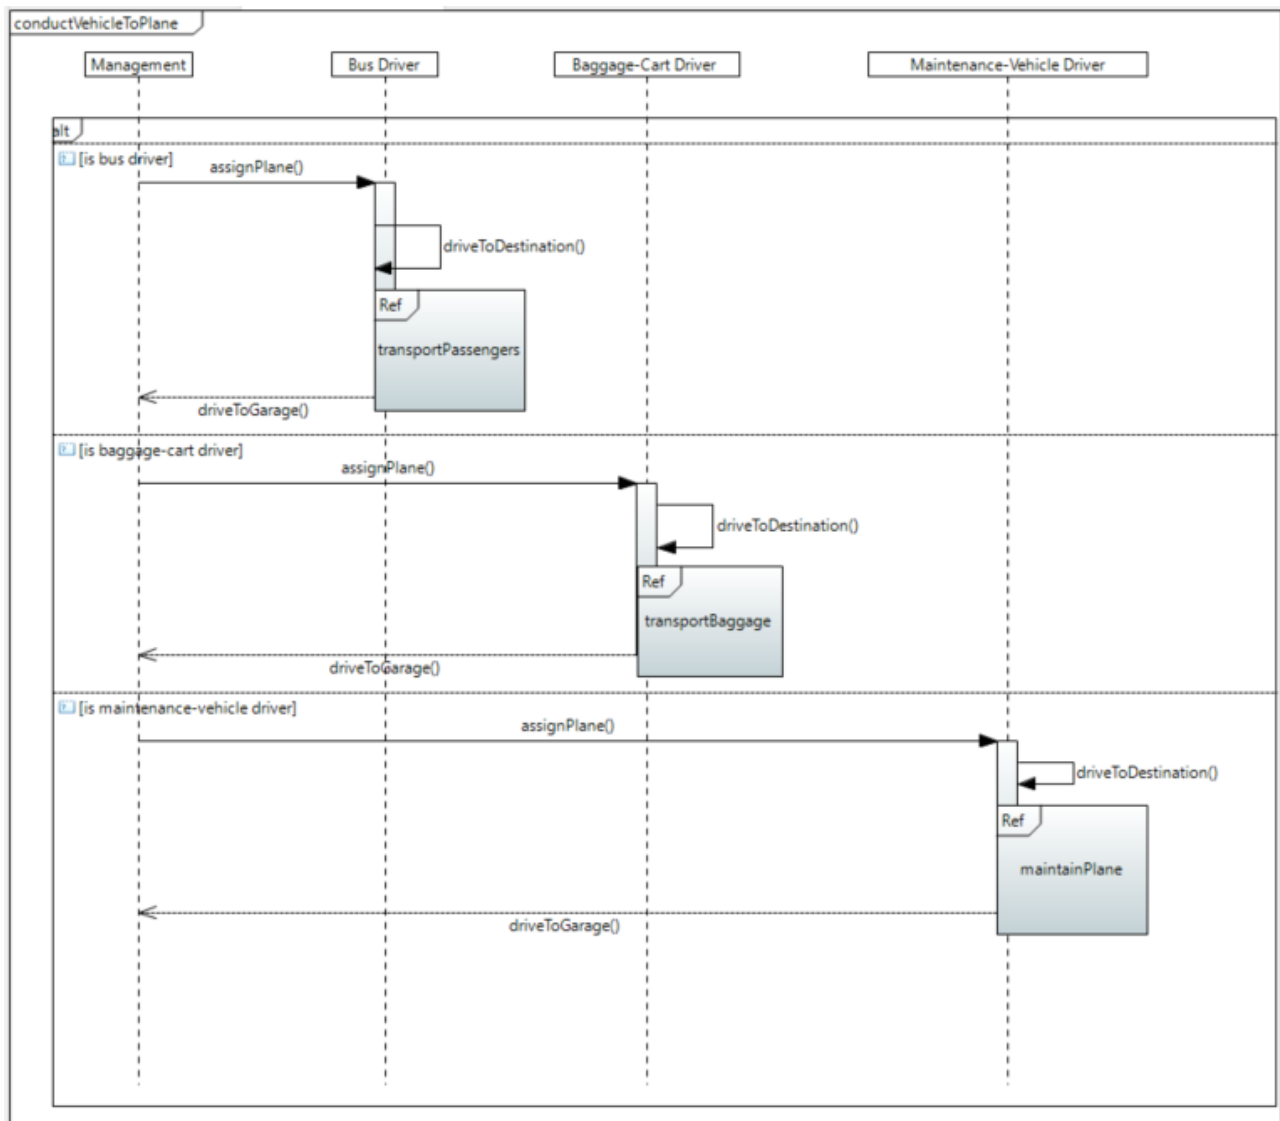 conductVehicleToPlane
Management
Bus Driver
Baggage-Cart Driver
Maintenance-Vehicle Driver
alt
[is bus driver]
assignPlane()
driveToDestination()
Ref
transportPassengers
driveToGarage()
[is baggage-cart driver]
assignPlane()
driveToDestination()
Ref
transportBaggage
driveToGarage()
[is maintenance-vehicle driver]
assignPlane()
driveToDestination()
Ref
maintainPlane
driveToGarage()